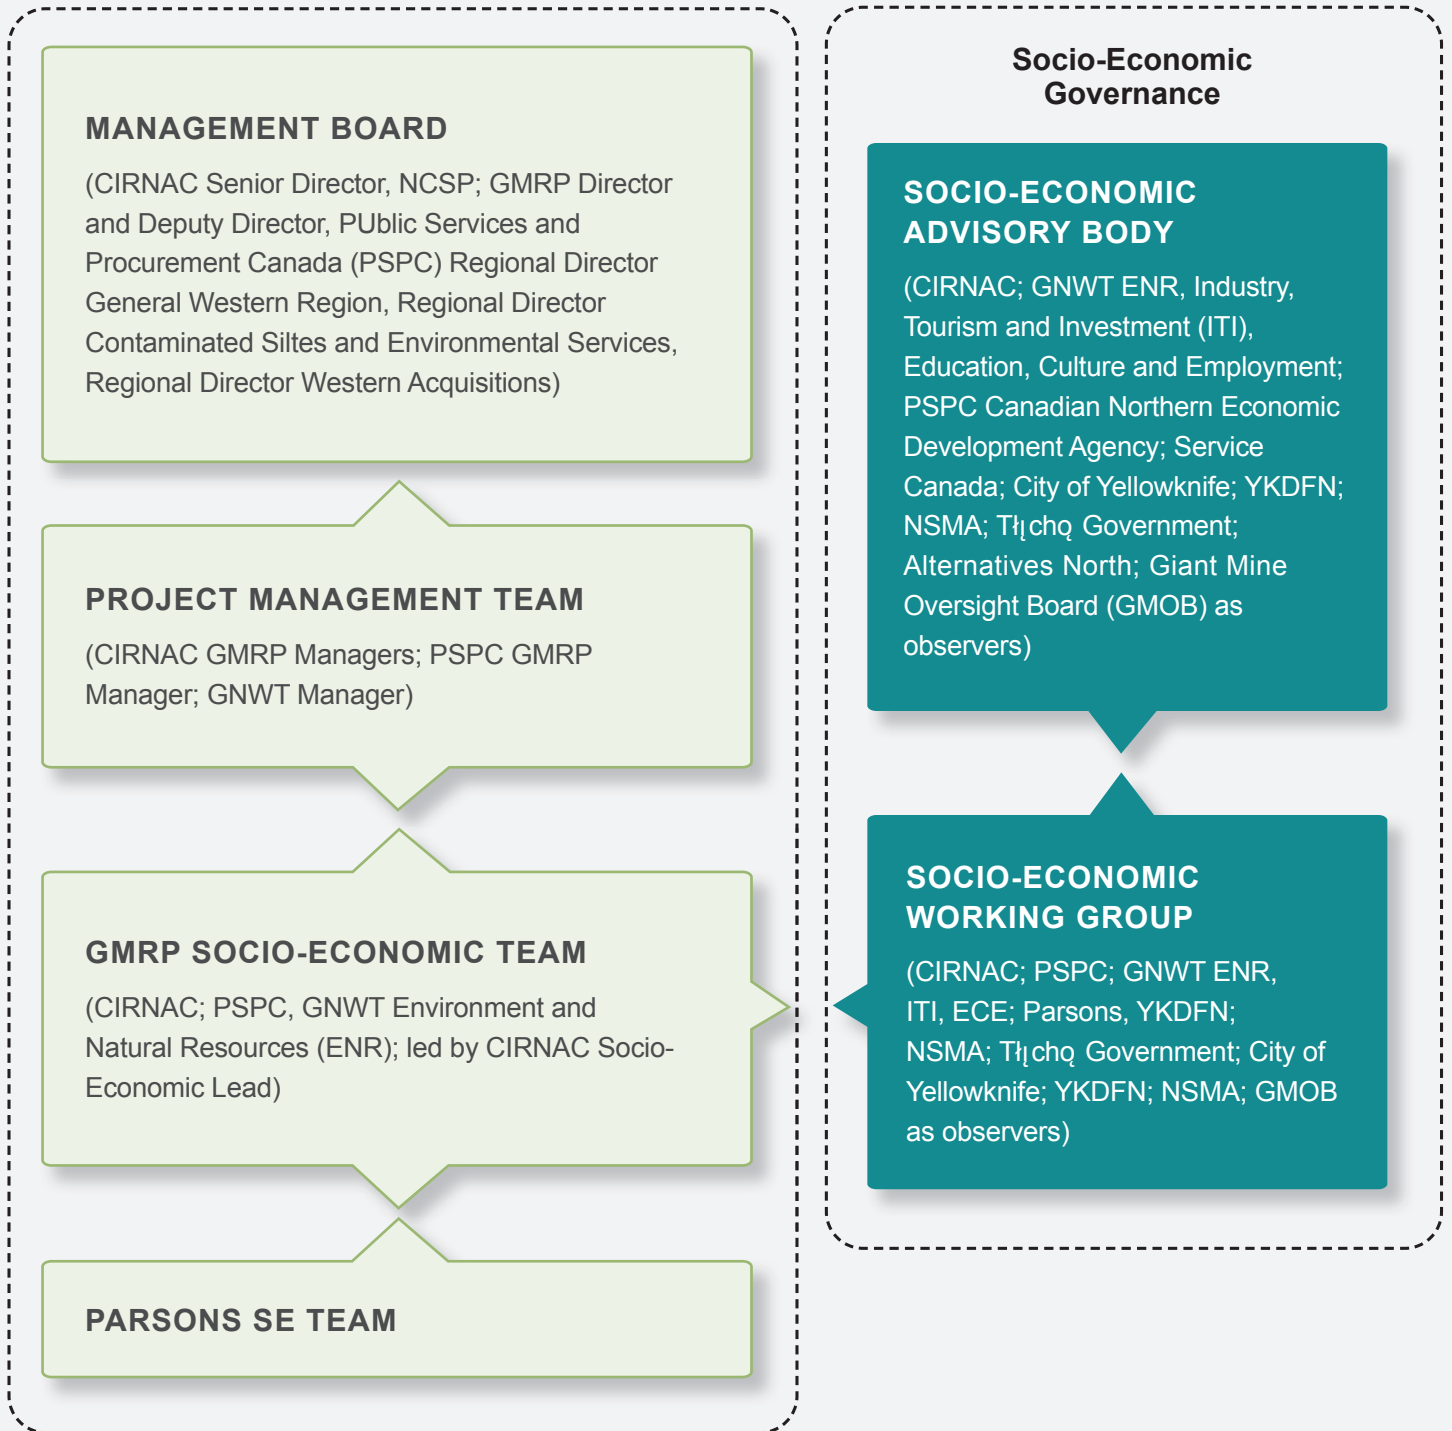 MANAGEMENT BOARD
(CIRNAC Senior Director, NCSP; GMRP Director
and Deputy Director, PUblic Services and
Procurement Canada (PSPC) Regional Director
General Western Region, Regional Director
Contaminated Siltes and Environmental Services,
Regional Director Western Acquisitions)
PROJECT MANAGEMENT TEAM
(CIRNAC GMRP Managers; PSPC GMRP
Manager; GNWT Manager)
GMRP SOCIO-ECONOMIC TEAM
(CIRNAC; PSPC, GNWT Environment and
Natural Resources (ENR); led by CIRNAC Socio-
Economic Lead)
PARSONS SE TEAM
Socio-Economic
Governance
SOCIO-ECONOMIC
ADVISORY BODY
(CIRNAC; GNWT ENR, Industry,
Tourism and Investment (ITI),
Education, Culture and Employment;
PSPC Canadian Northern Economic
Development Agency; Service
Canada; City of Yellowknife; YKDFN;
NSMA; Tłįchǫ Government;
Alternatives North; Giant Mine
Oversight Board (GMOB) as
observers)
SOCIO-ECONOMIC
WORKING GROUP
(CIRNAC; PSPC; GNWT ENR,
ITI, ECE; Parsons, YKDFN;
NSMA; Tłįchǫ Government; City of
Yellowknife; YKDFN; NSMA; GMOB
as observers)